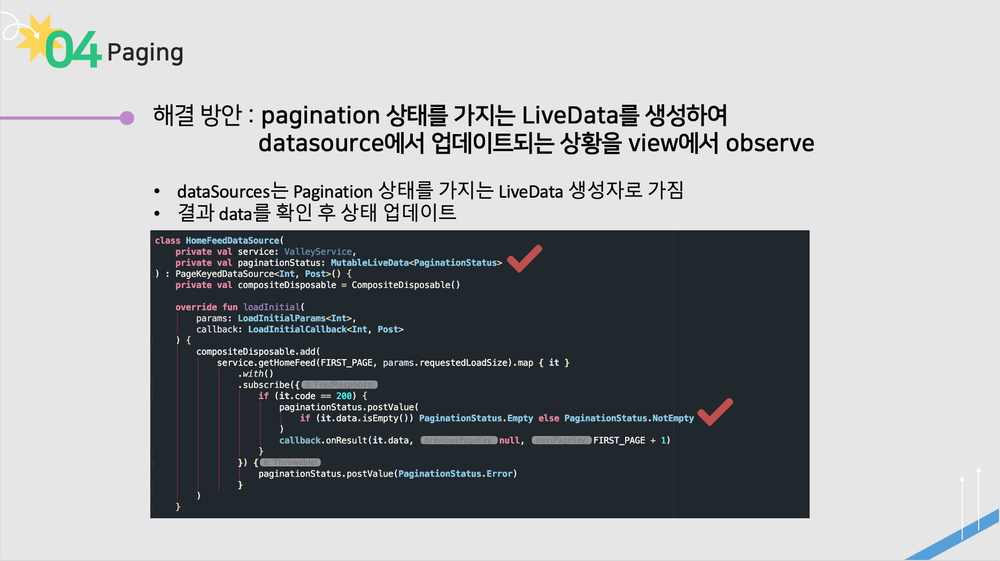 04 Paging
해결 방안 : pagination 상태를 가지는 LiveData를 생성하여
datasource에서 업데이트되는 상황을 view에서 observe
• dataSources는 Pagination 상태를 가지는 LiveData 생성자로 가짐
• 결과 data를 확인 후 상태 업데이트
class HomeFeedDataSource(
    private val service: ValleyService,
    private val paginationStatus: MutableLiveData<PaginationStatus>
) : PageKeyedDataSource<Int, Post>() {
    private val compositeDisposable = CompositeDisposable()
    override fun loadInitial(
        params: LoadInitialParams<Int>,
        callback: LoadInitialCallback<Int, Post>
    ) {
        compositeDisposable.add(
            service.getHomeFeed(FIRST_PAGE, params.requestedLoadSize).map { it }
                .with()
                .subscribe({ it: FeedResponse!
                    if (it.code == 200) {
                        paginationStatus.postValue(
                            if (it.data.isEmpty()) PaginationStatus.Empty else PaginationStatus.NotEmpty
                        )
                        callback.onResult(it.data, previousPageKey: null, nextPageKey: FIRST_PAGE + 1)
                    }
                }) { it: Throwable!
                    paginationStatus.postValue(PaginationStatus.Error)
                }
        )
    }